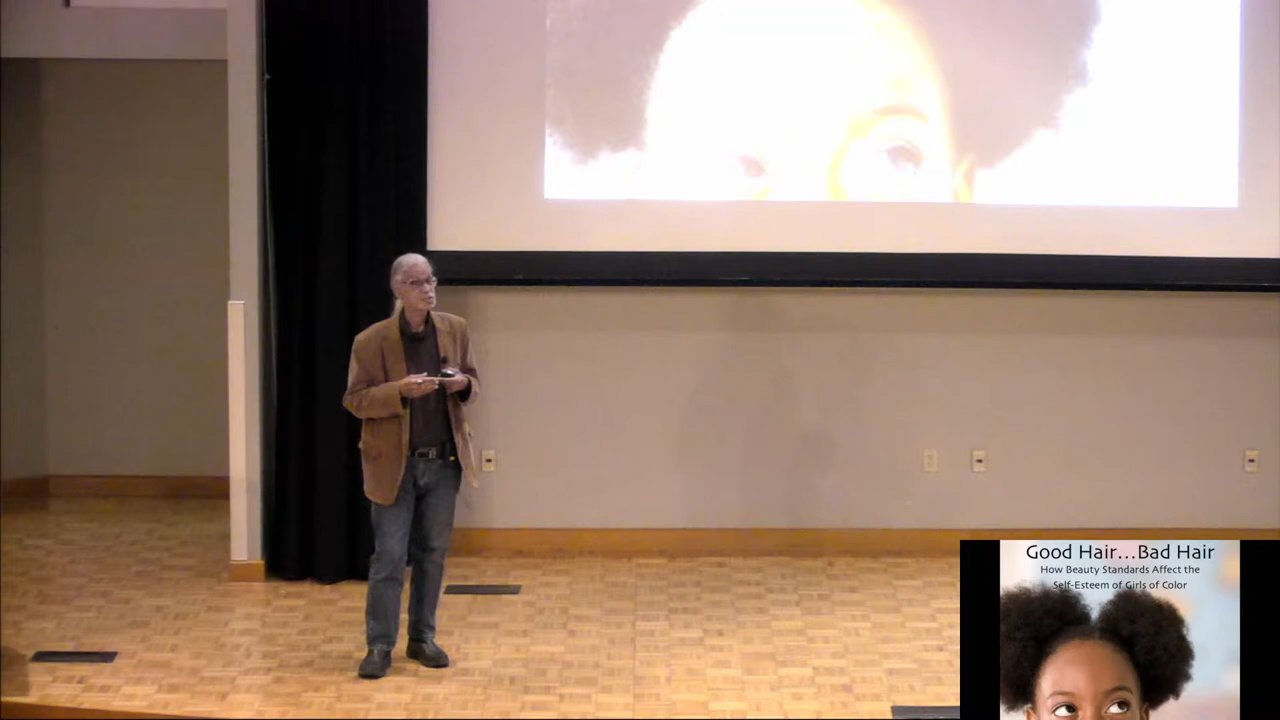 Good Hair...Bad Hair
How Beauty Standards Affect the
Self-Esteem of Girls of Color